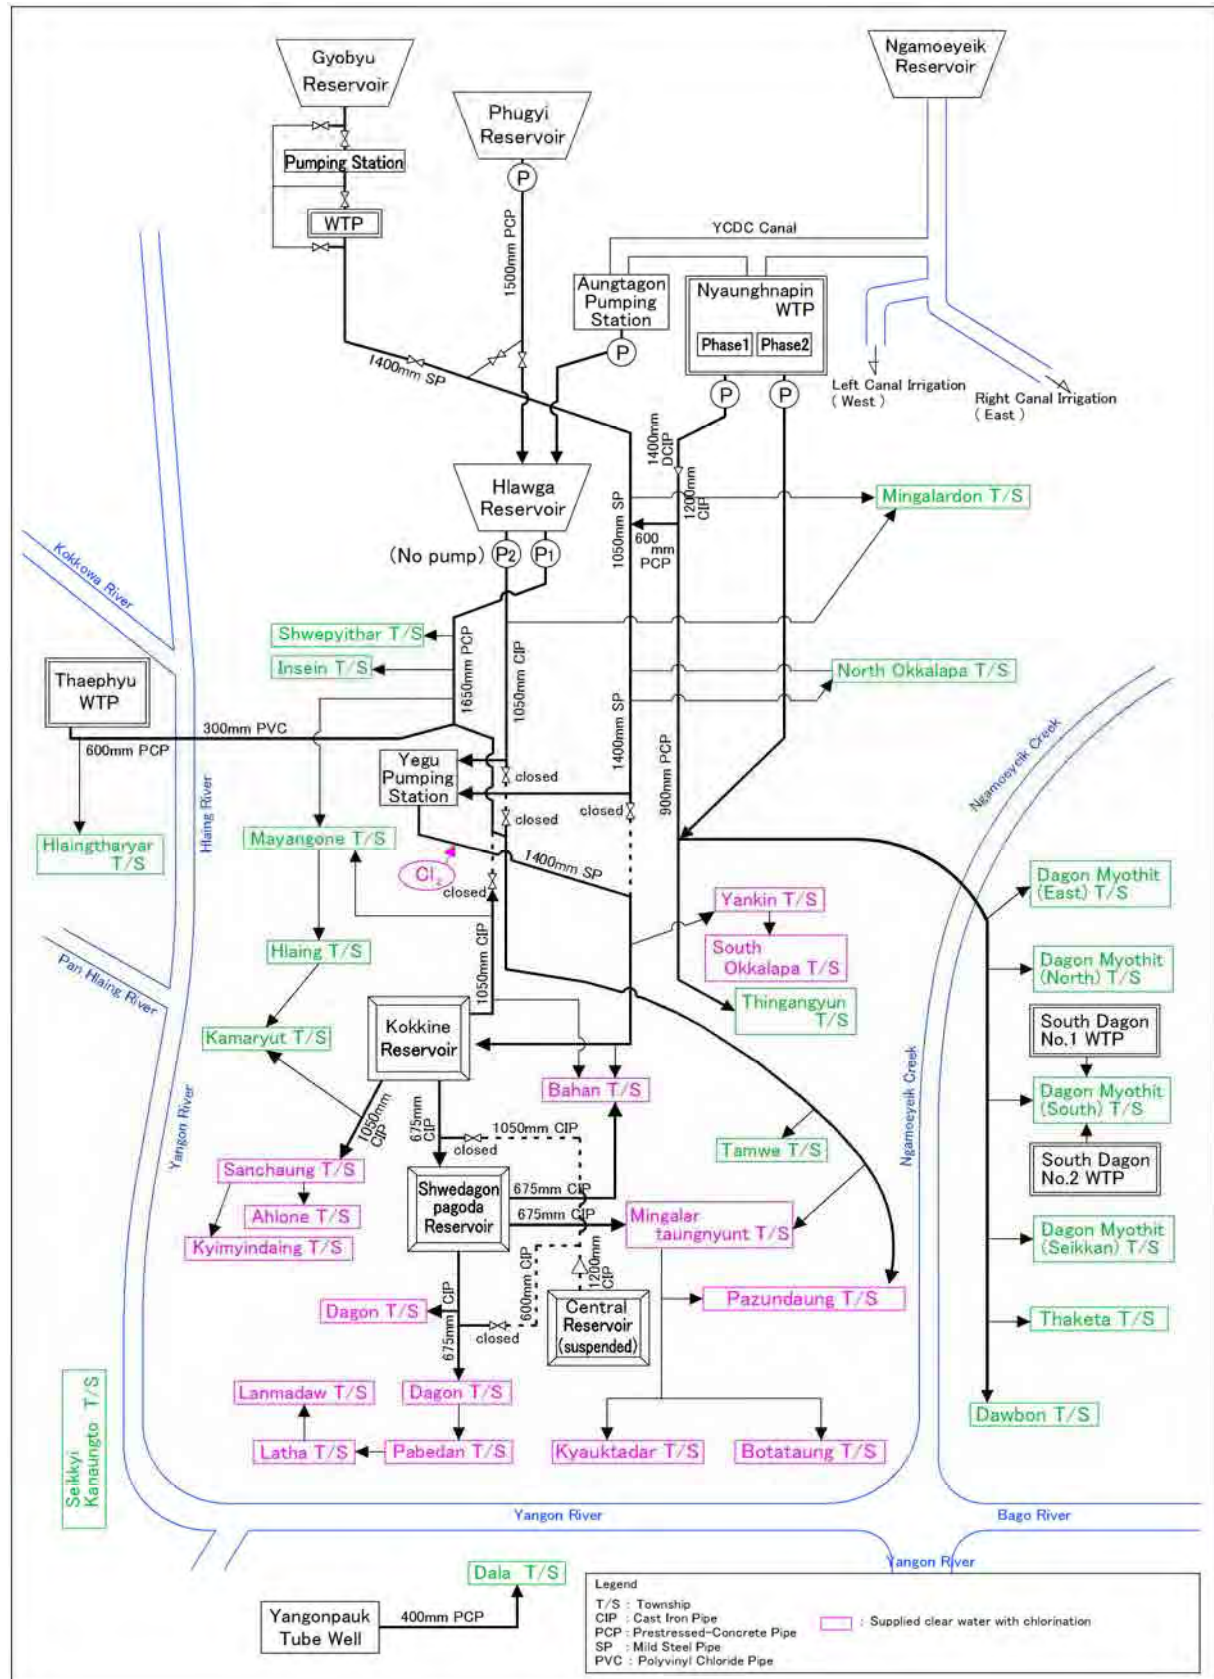 Gyobyu
Reservoir
Phugyi
Reservoir
Ngamoeyeik
Reservoir
Pumping Station
P
WTP
YCDC Canal
1500mm PCP
Aungtagon
Pumping
Station
Nyaunghnapin
WTP
Phase1
Phase2
P
1400mm SP
P
P
Left Canal Irrigation
( West )
Right Canal Irrigation
( East )
1400mm
DCIP
1200mm
CIP
Hlawga
Reservoir
1050mm SP
Mingalardon T/S
600
mm
PCP
(No pump)
P2
P1
Kokkowa River
Shwepyithar T/S
Insein T/S
1650mm PCP
1050mm CIP
North Okkalapa T/S
Thaephyu
WTP
300mm PVC
600mm PCP
1400mm SP
900mm PCP
Yegu
Pumping
Station
closed
closed
closed
Ngamoeyeik Creek
Hlaing River
Hlaingtharyar
T/S
Mayangone T/S
Cl2
closed
1400mm SP
Dagon Myothit
(East) T/S
Yankin T/S
South
Okkalapa T/S
Hlaing T/S
1050mm CIP
Pan Hlaing River
Dagon Myothit
(North) T/S
Thingangyun
T/S
Kamaryut T/S
Kokkine
Reservoir
South Dagon
No.1 WTP
Bahan T/S
Dagon Myothit
(South) T/S
1050mm
CIP
675mm
CIP
1050mm CIP
closed
Yangon River
Ngamoeyeik Creek
Tamwe T/S
South Dagon
No.2 WTP
Sanchaung T/S
Shwedagon
pagoda
Reservoir
675mm CIP
675mm CIP
Ahlone T/S
Kyimyindaing T/S
Mingalar
taungnyunt T/S
Dagon Myothit
(Seikkan) T/S
1200mm
CIP
600mm CIP
675mm CIP
Dagon T/S
closed
Central
Reservoir
(suspended)
Pazundaung T/S
Thaketa T/S
Seikkyi
Kanaungto T/S
Lanmadaw T/S
Dagon T/S
Dawbon T/S
Latha T/S
Pabedan T/S
Kyauktadar T/S
Botataung T/S
Yangon River
Bago River
Yangon River
Dala T/S
Yangonpauk
Tube Well
400mm PCP
Legend
T/S : Township
CIP : Cast Iron Pipe
PCP : Prestressed-Concrete Pipe
SP : Mild Steel Pipe
PVC : Polyvinyl Chloride Pipe
: Supplied clear water with chlorination